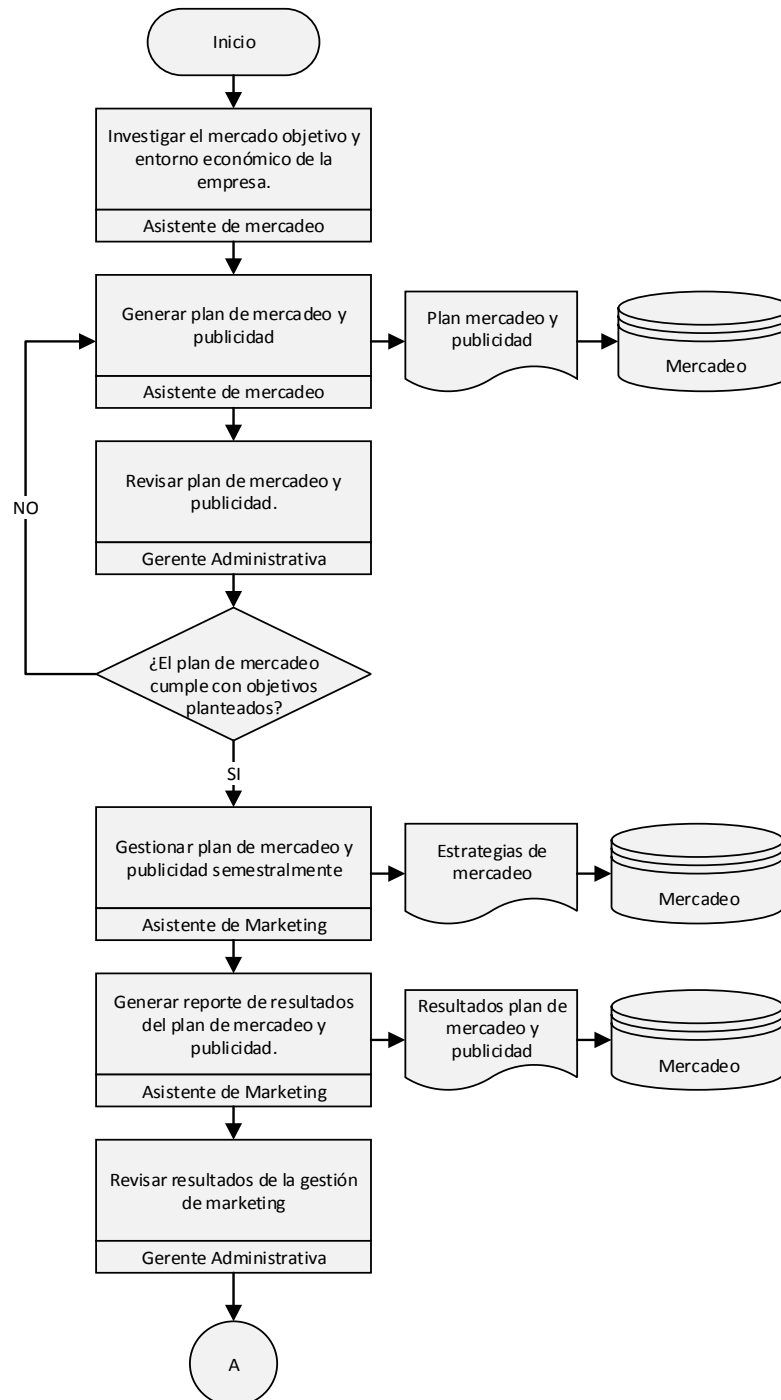 Inicio
Investigar el mercado objetivo y
entorno económico de la
empresa.
Asistente de mercadeo
Generar plan de mercadeo y
publicidad
Asistente de mercadeo
Plan mercadeo y
publicidad
Mercadeo
Revisar plan de mercadeo y
publicidad.
Gerente Administrativa
NO
¿El plan de mercadeo
cumple con objetivos
planteados?
SI
Gestionar plan de mercadeo y
publicidad semestralmente
Asistente de Marketing
Estrategias de
mercadeo
Mercadeo
Generar reporte de resultados
del plan de mercadeo y
publicidad.
Asistente de Marketing
Resultados plan de
mercadeo y
publicidad
Mercadeo
Revisar resultados de la gestión
de marketing
Gerente Administrativa
A